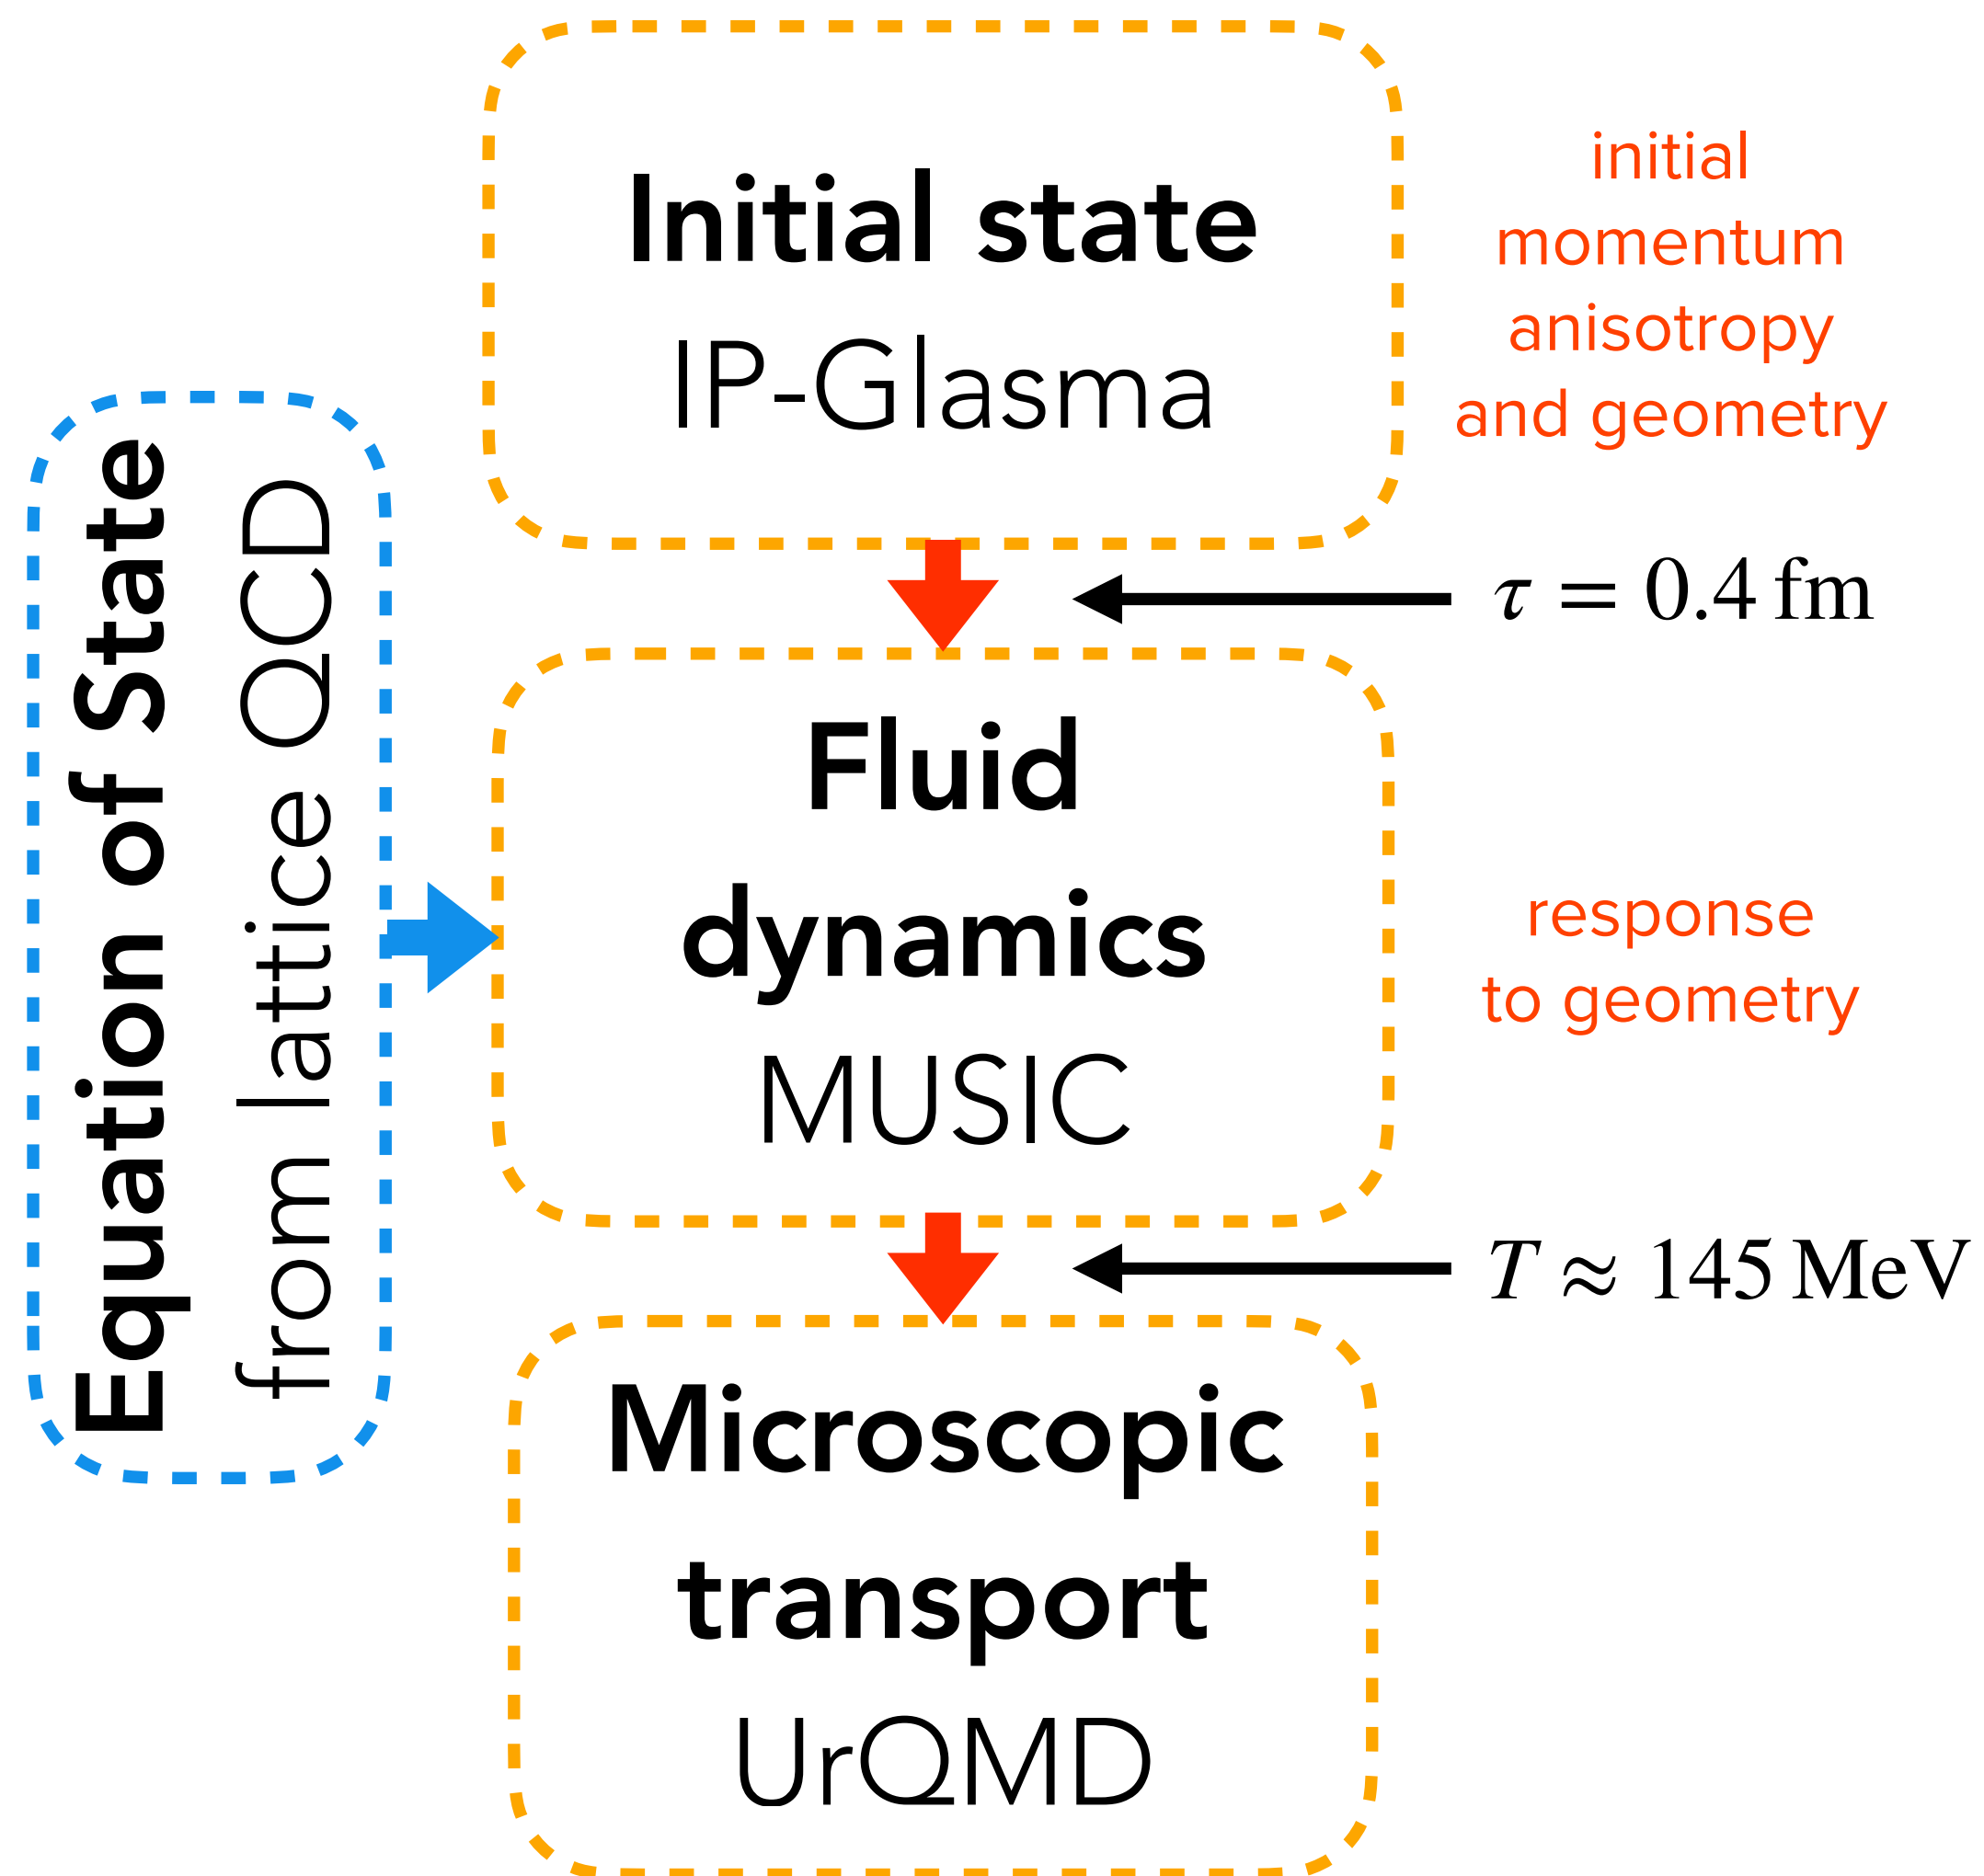 Initial state
IP-Glasma
initial
momentum
anisotropy
and geometry
τ = 0.4 fm
Equation of State
from lattice QCD
Fluid
dynamics
MUSIC
response
to geometry
T ≈ 145 MeV
Microscopic
transport
UrQMD